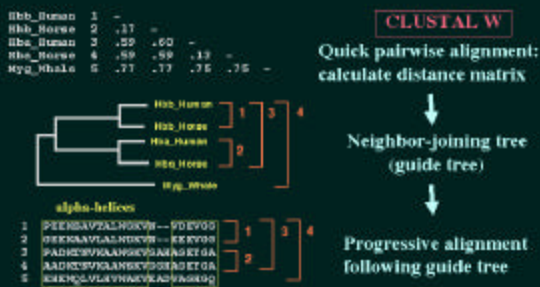 Hbb_Human 1 -
Hbb_Horse 2 .17 -
Hba_Human 3 .59 .60 -
Hba_Horse 4 .59 .59 .13 -
Myg_Whale 5 .77 .77 .75 .75 -
CLUSTAL W
Quick pairwise alignment:
calculate distance matrix
Hbb_Human
Hbb_Horse
Hba_Human
Hba_Horse
Myg_Whale
1
2
3
4
Neighbor-joining tree
(guide tree)
alpha-helices
1
2
3
4
5
1
2
3
4
Progressive alignment
following guide tree